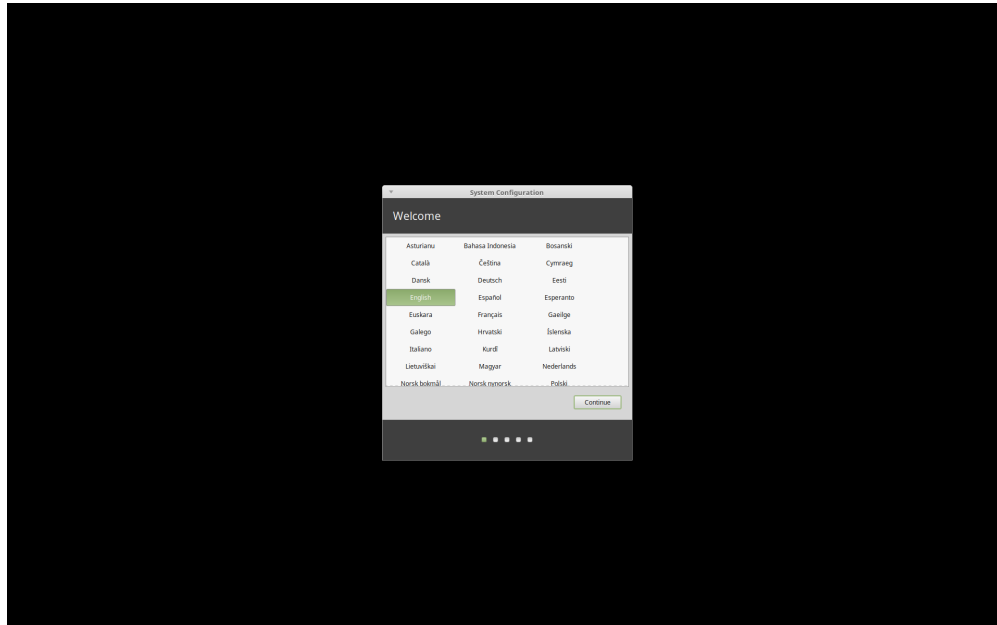 System Configuration
Welcome
Asturianu Bahasa Indonesia Bosanski
Català Čeština Cymraeg
Dansk Deutsch Eesti
English Español Esperanto
Euskara Français Gaeilge
Galego Hrvatski Íslenska
Italiano Kurdî Latviski
Lietuviškai Magyar Nederlands
Norsk bokmål Norsk nynorsk Polski
Continue